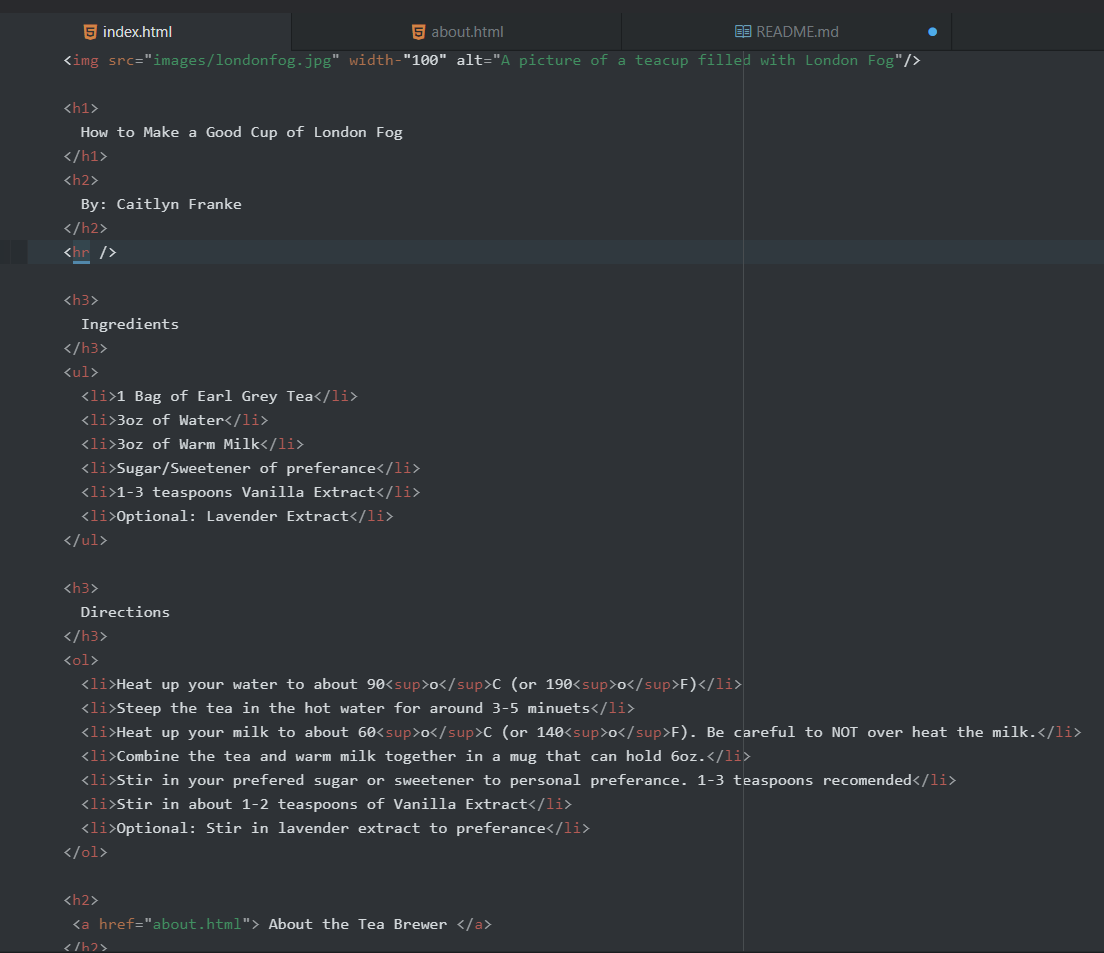 index.html
about.html
README.md
<img src="images/londonfog.jpg" width-"100" alt="A picture of a teacup filled with London Fog"/>
<h1>
How to Make a Good Cup of London Fog
</h1>
<h2>
By: Caitlyn Franke
</h2>
<hr />
<h3>
Ingredients
</h3>
<ul>
<li>1 Bag of Earl Grey Tea</li>
<li>3oz of Water</li>
<li>3oz of Warm Milk</li>
<li>Sugar/Sweetener of preferance</li>
<li>1-3 teaspoons Vanilla Extract</li>
<li>Optional: Lavender Extract</li>
</ul>
<h3>
Directions
</h3>
<ol>
<li>Heat up your water to about 90<sup>o</sup>C (or 190<sup>o</sup>F)</li>
<li>Steep the tea in the hot water for around 3-5 minuets</li>
<li>Heat up your milk to about 60<sup>o</sup>C (or 140<sup>o</sup>F). Be careful to NOT over heat the milk.</li>
<li>Combine the tea and warm milk together in a mug that can hold 6oz.</li>
<li>Stir in your prefered sugar or sweetener to personal preferance. 1-3 teaspoons recomended</li>
<li>Stir in about 1-2 teaspoons of Vanilla Extract</li>
<li>Optional: Stir in lavender extract to preferance</li>
</ol>
<h2>
<a href="about.html"> About the Tea Brewer </a>
</h2>